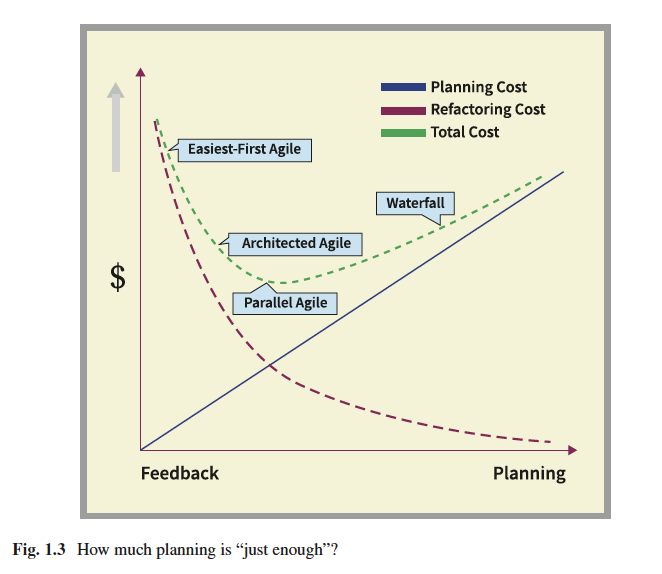 Planning Cost
Refactoring Cost
Total Cost
Easiest-First Agile
Waterfall
Architected Agile
$
Parallel Agile
Feedback
Planning
Fig. 1.3 How much planning is “just enough”?